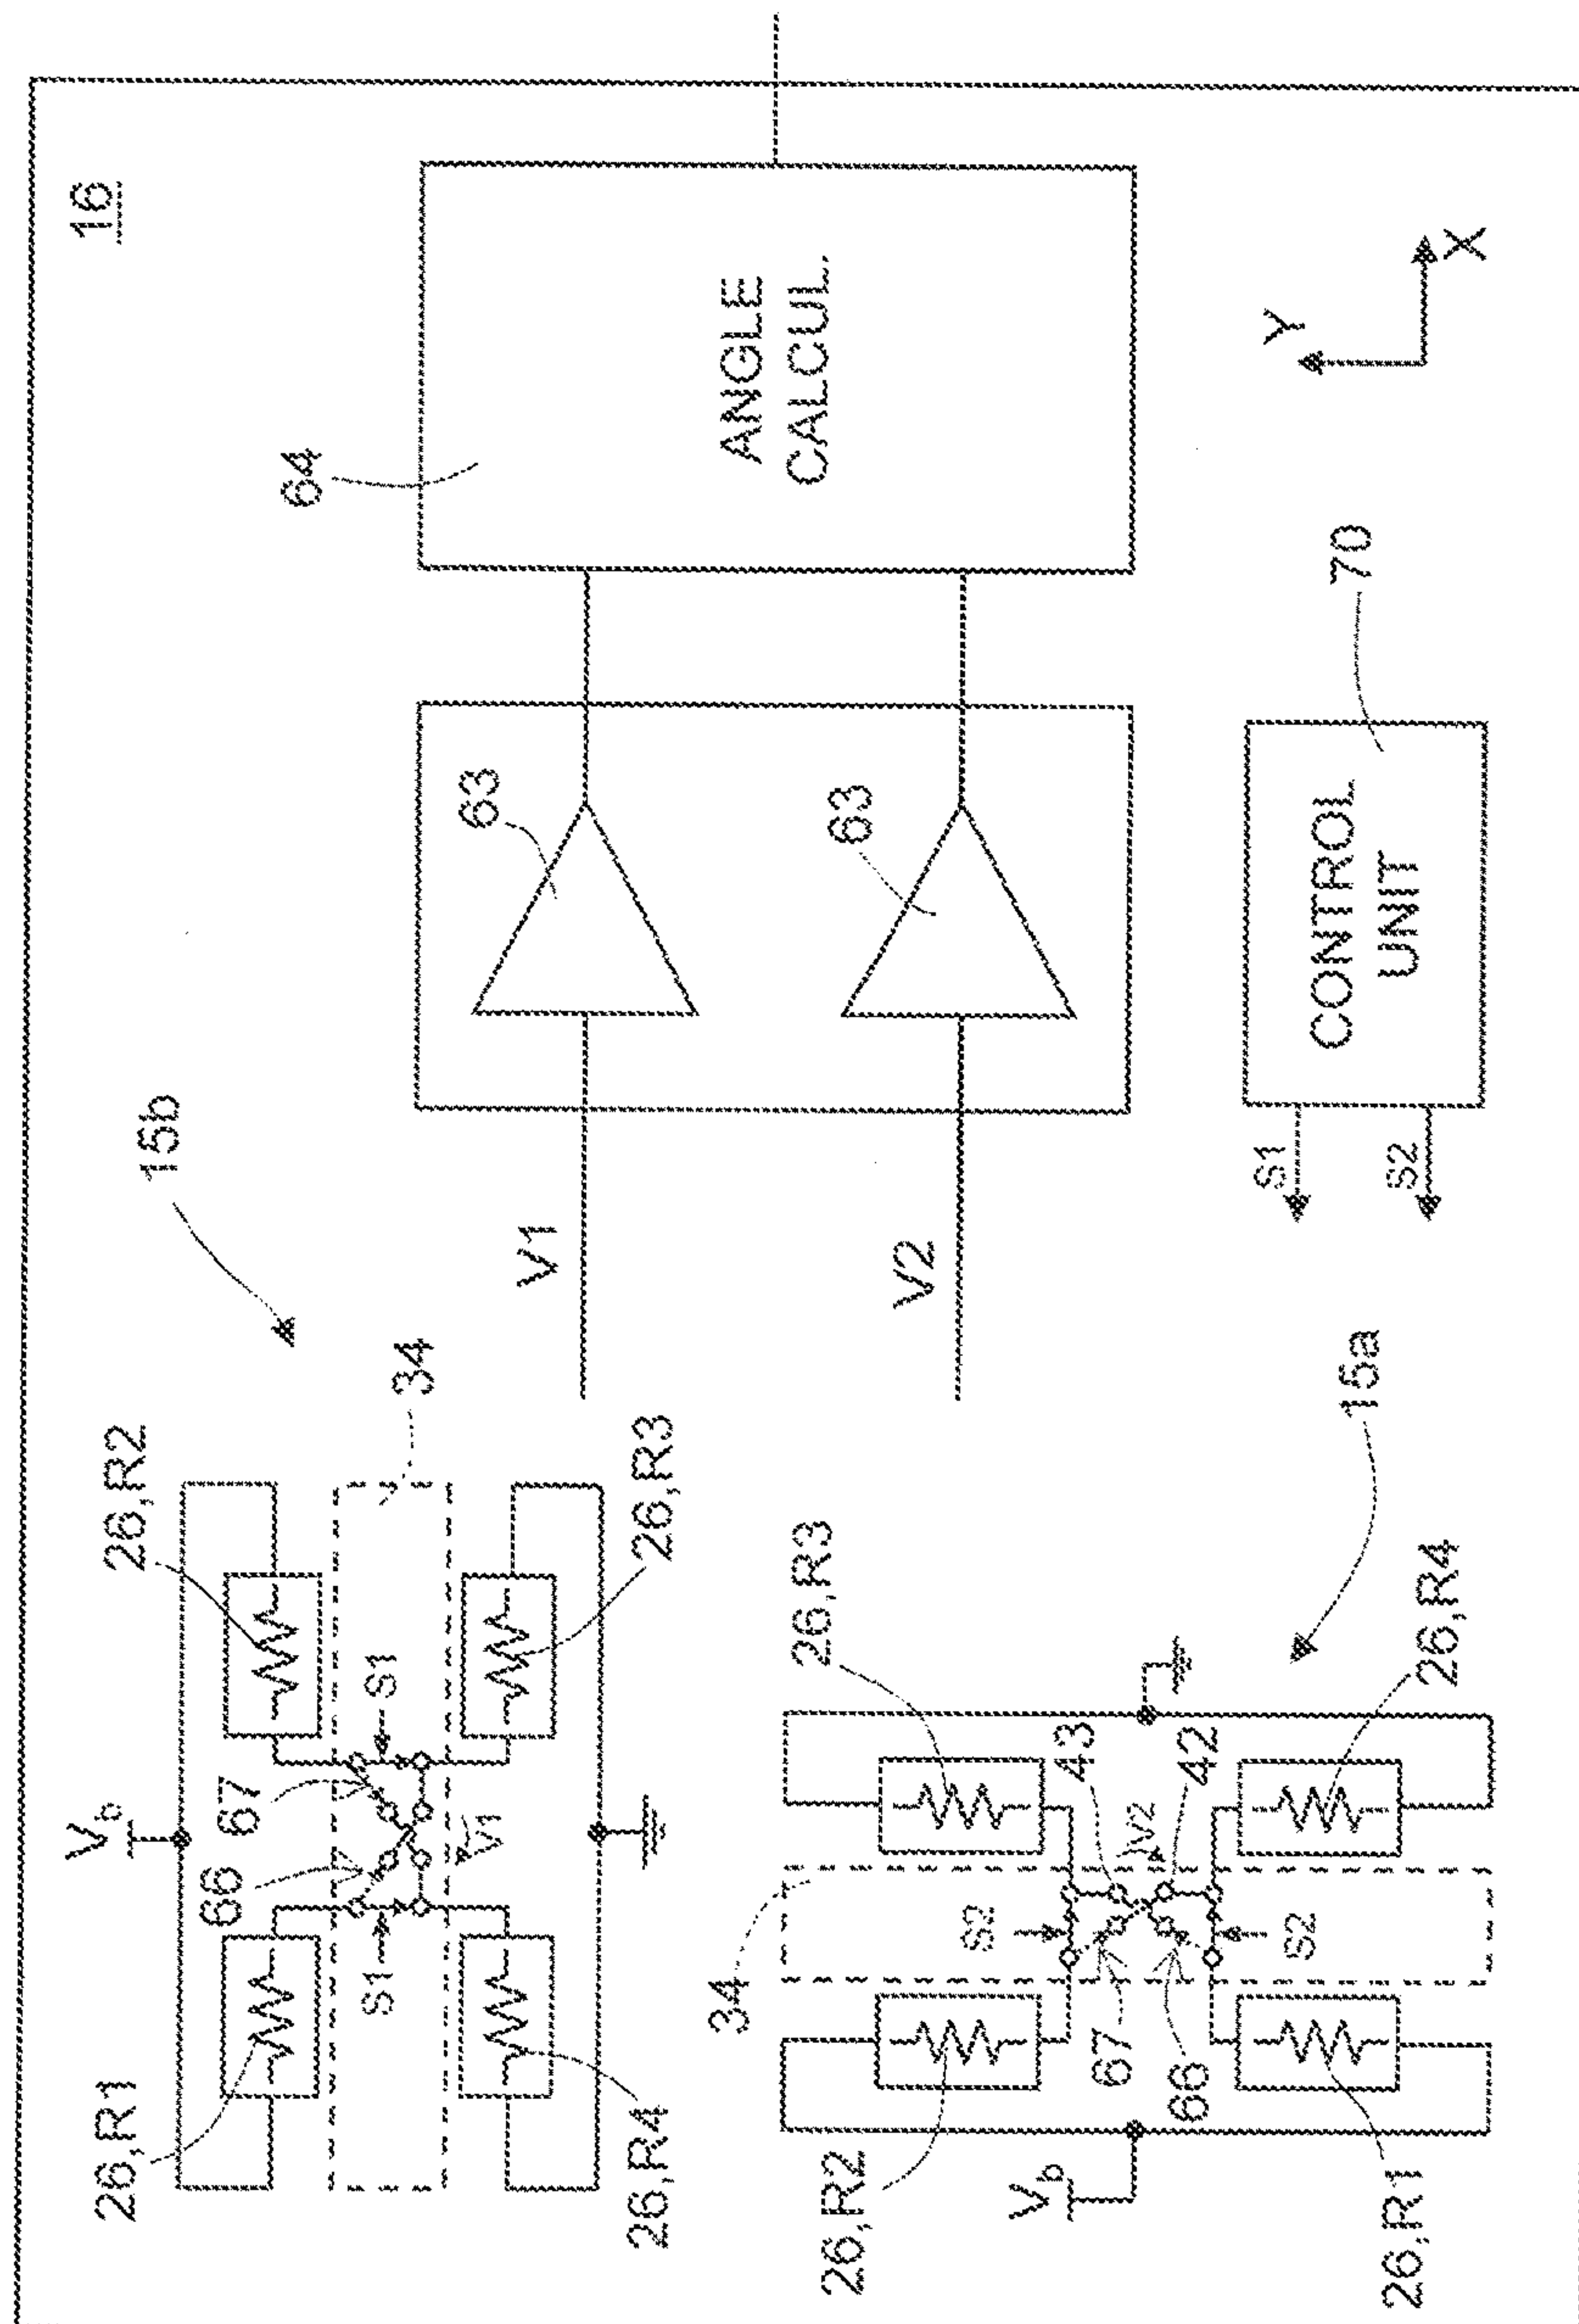 16
15b
26,R1
26,R2
Vb
66
67
S1
S1
34
V1
26,R4
26,R3
V1
63
64
ANGLE
CALCUL.
V2
63
26,R2
26,R3
34
S2
43
V2
67
66
42
S2
Vb
26,R1
26,R4
15a
S1
S2
CONTROL
UNIT
70
Y
X